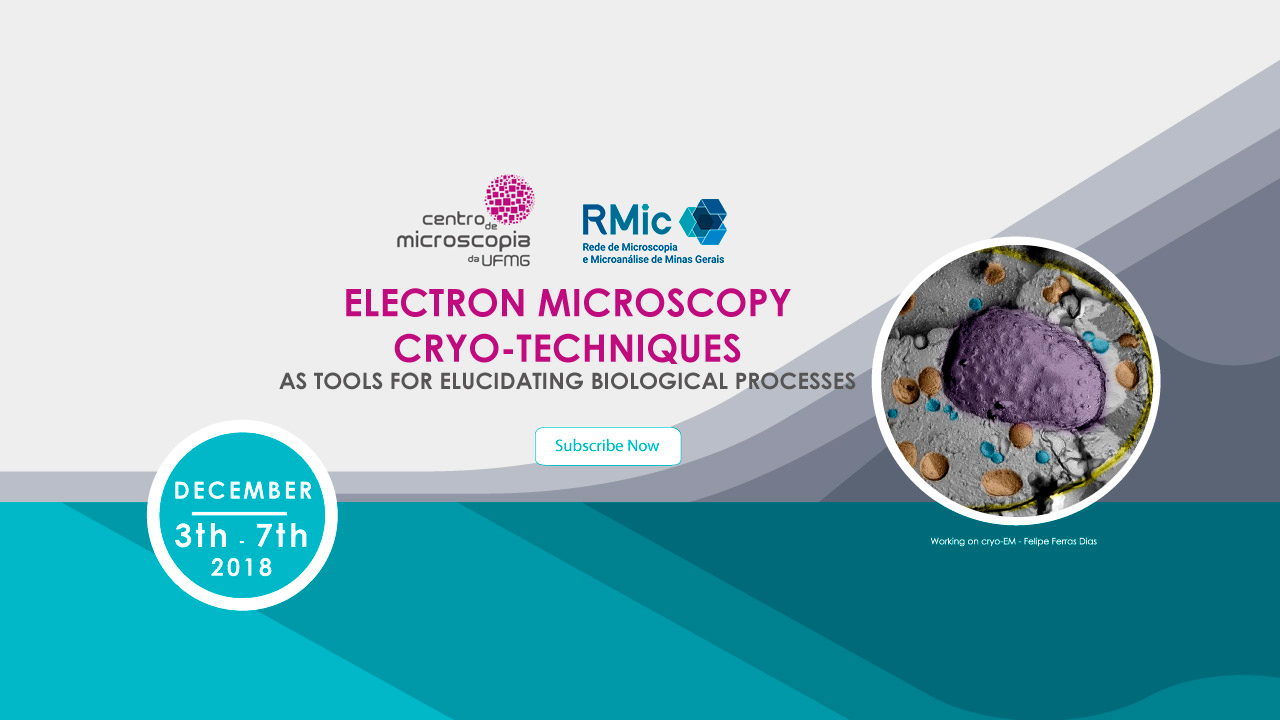 centro
de
microscopia
da UFMG
RMic
Rede de Microscopia
e Microanálise de Minas Gerais
ELECTRON MICROSCOPY
CRYO-TECHNIQUES
AS TOOLS FOR ELUCIDATING BIOLOGICAL PROCESSES
Subscribe Now
DECEMBER
3th - 7th
2018
Working on cryo-EM - Felipe Ferras Dias